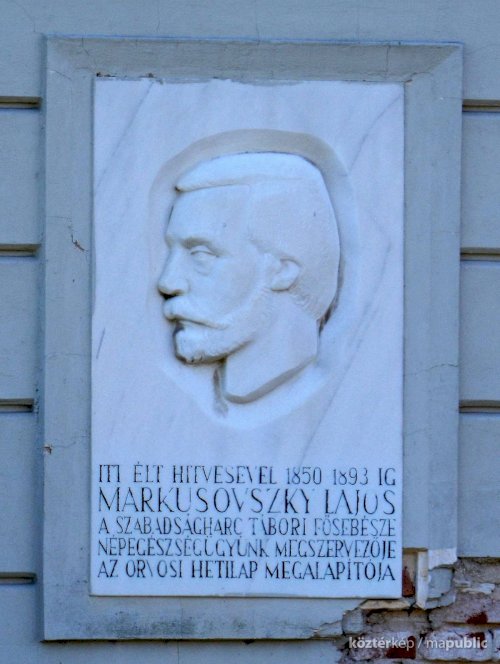 ITT ÉLT HITVESÉVEL 1850 1893 IG
MARKUSOVSZKY LAJOS
A SZABADSÁGHARC TÁBORI FŐSEBÉSZE
NÉPEGÉSZSÉGÜGYÜNK MEGSZERVEZŐJE
AZ ORVOSI HETILAP MEGALAPÍTÓJA
köztérkép / mapublic